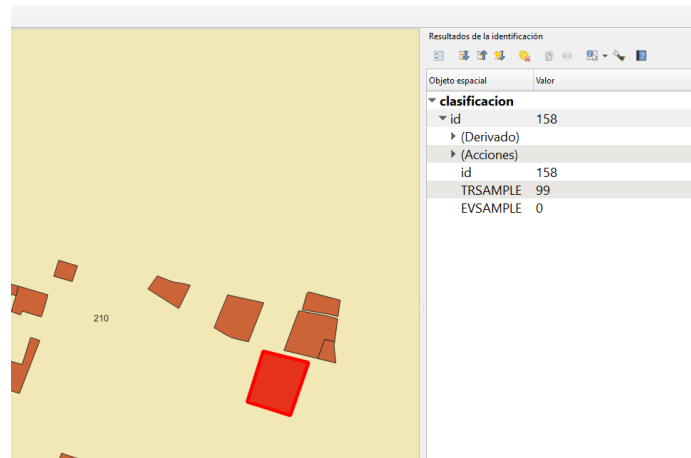 Resultados de la identificación
Objeto espacial Valor
clasificacion
id 158
(Derivado)
(Acciones)
id 158
TRSAMPLE 99
EVSAMPLE 0
210